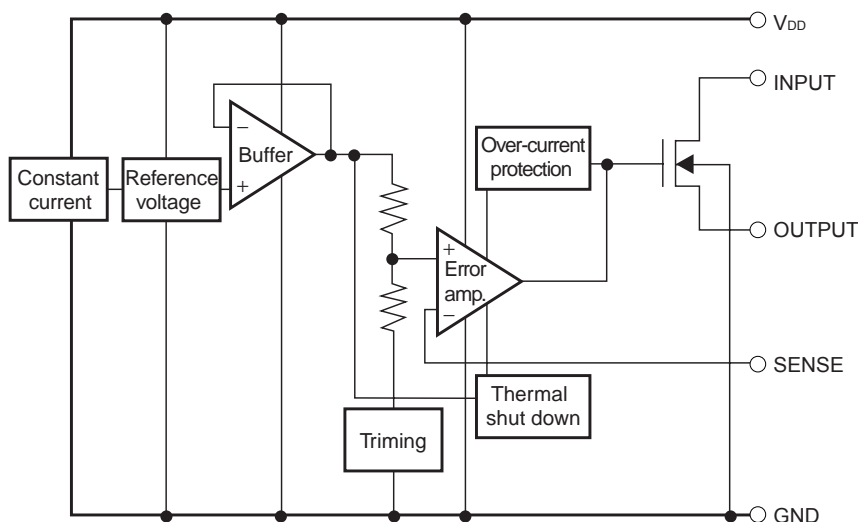 VDD
INPUT
−
Buffer
+
Constant
current
Reference
voltage
Over-current
protection
OUTPUT
+
Error
amp.
−
SENSE
Thermal
shut down
Triming
GND